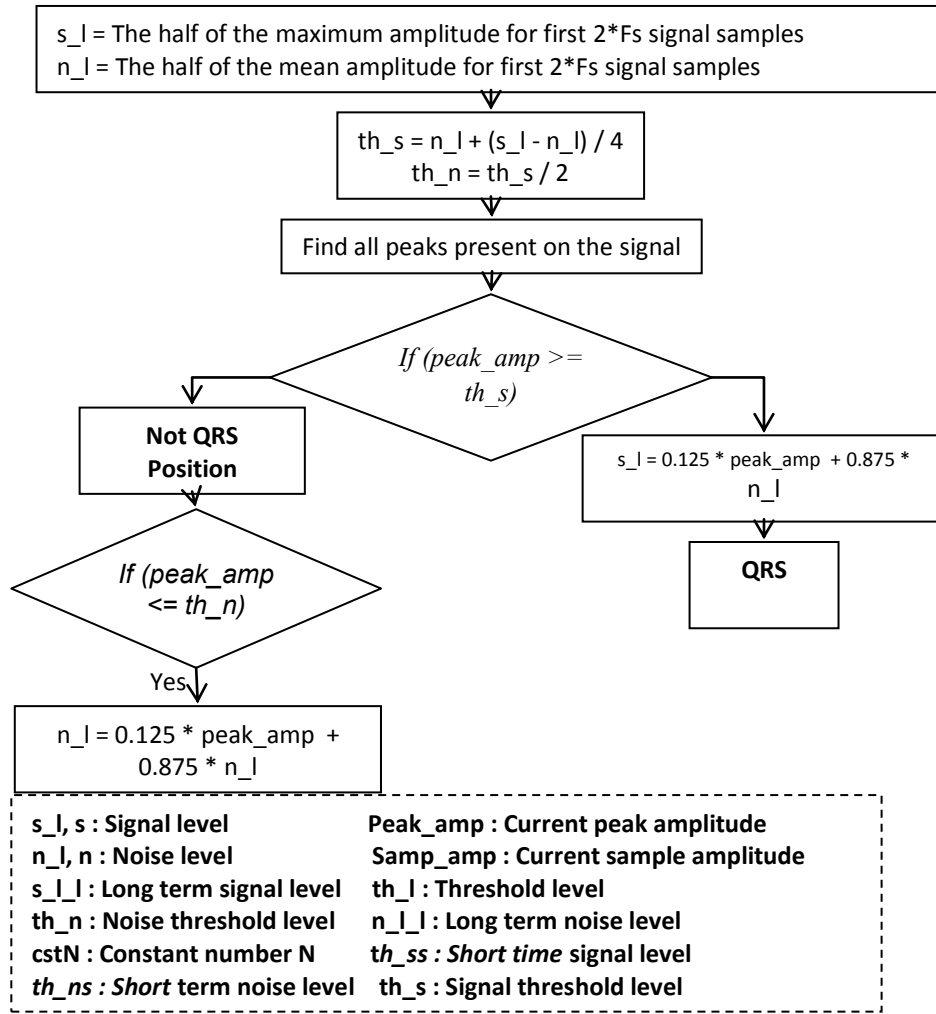 s_l = The half of the maximum amplitude for first 2*Fs signal samples
n_l = The half of the mean amplitude for first 2*Fs signal samples
th_s = n_l + (s_l - n_l) / 4
th_n = th_s / 2
Find all peaks present on the signal
If (peak_amp >=
th_s)
Not QRS
Position
s_l = 0.125 * peak_amp + 0.875 *
n_l
If (peak_amp
<= th_n)
QRS
Yes
n_l = 0.125 * peak_amp +
0.875 * n_l
s_l, s : Signal level Peak_amp : Current peak amplitude
n_l, n : Noise level Samp_amp : Current sample amplitude
s_l_l : Long term signal level th_l : Threshold level
th_n : Noise threshold level n_l_l : Long term noise level
cstN : Constant number N th_ss : Short time signal level
th_ns : Short term noise level th_s : Signal threshold level